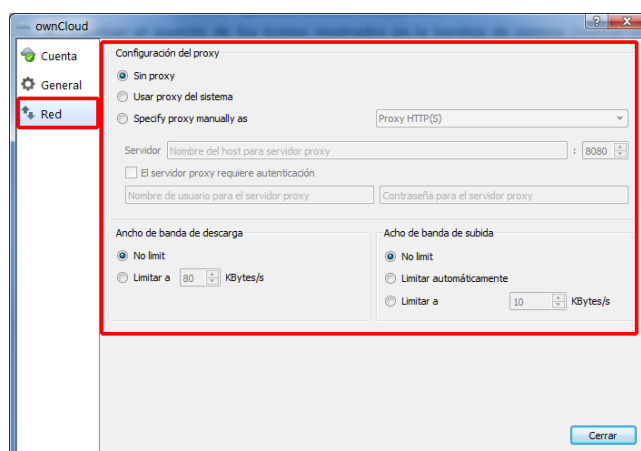 ownCloud
Cuenta
General
Red
Configuración del proxy
Sin proxy
Usar proxy del sistema
Specify proxy manually as Proxy HTTP(S)
Servidor Nombre del host para servidor proxy : 8080
El servidor proxy requiere autenticación
Nombre de usuario para el servidor proxy Contraseña para el servidor proxy
Ancho de banda de descarga
No limit
Limitar a 80 KBytes/s
Acho de banda de subida
No limit
Limitar automáticamente
Limitar a 10 KBytes/s
Cerrar